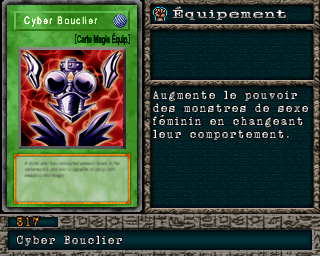 Cyber Bouclier
[Carte Magie Équip.]
Équipement
Augmente le pouvoir
des monstres de sexe
féminin en changeant
leur comportement.
317
Cyber Bouclier